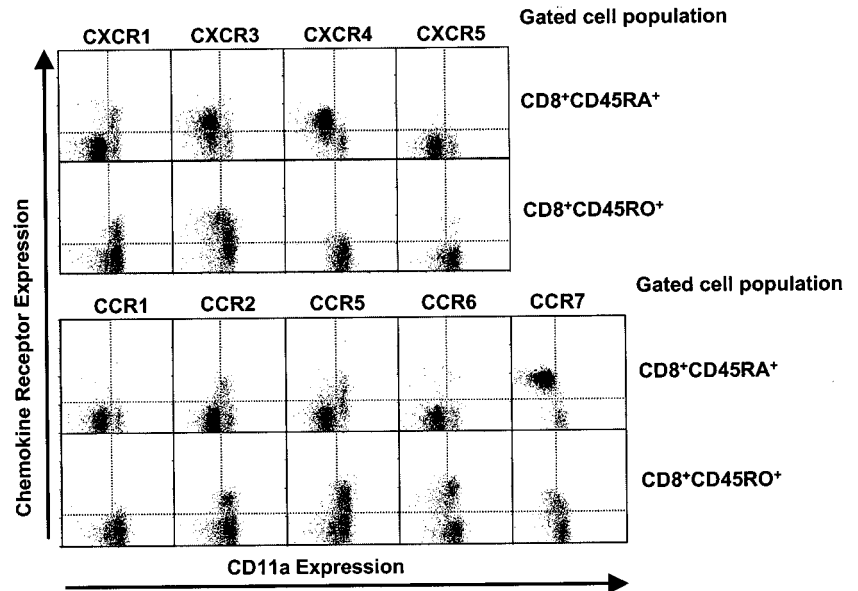 Gated cell population
CXCR1 CXCR3 CXCR4 CXCR5
CD8+CD45RA+
CD8+CD45RO+
Gated cell population
CCR1 CCR2 CCR5 CCR6 CCR7
CD8+CD45RA+
CD8+CD45RO+
Chemokine Receptor Expression
CD11a Expression